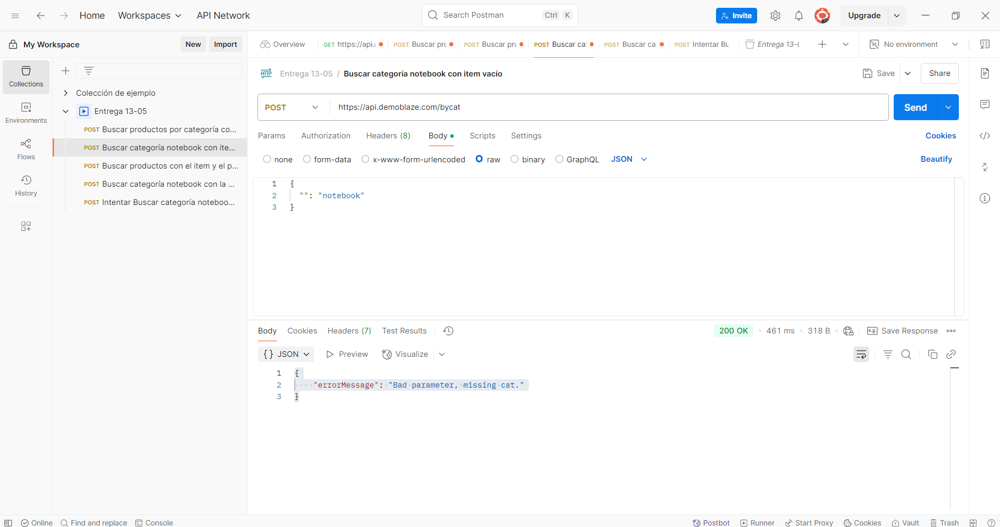 Home Workspaces API Network Search Postman Ctrl K Invite Upgrade
My Workspace New Import
Overview GET https://api. POST Buscar prc POST Buscar prc POST Buscar ca POST Buscar ca POST Intentar Bu Entrega 13-0 No environment
Collections
Environments
Flows
History
Colección de ejemplo
Entrega 13-05
POST Buscar productos por categoría co...
POST Buscar categoría notebook con ite...
POST Buscar productos con el item y el p...
POST Buscar categoría notebook con la ...
POST Intentar Buscar categoría noteboo...
HTTP Entrega 13-05 / Buscar categoría notebook con item vacío Save Share
POST https://api.demoblaze.com/bycat Send
Params Authorization Headers (8) Body Scripts Settings Cookies
none form-data x-www-form-urlencoded raw binary GraphQL JSON Beautify
1 {
2 "": "notebook"
3 }
Body Cookies Headers (7) Test Results 200 OK 461 ms 318 B e.g. Save Response
{} JSON Preview Visualize
1 {
2 "errorMessage": "Bad parameter, missing cat."
3 }
Online Find and replace Console Postbot Runner Start Proxy Cookies Vault Trash